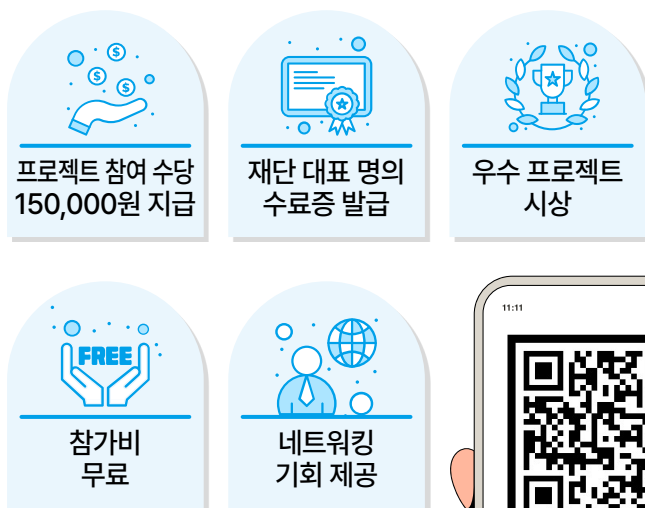 프로젝트 참여 수당
150,000원 지급
재단 대표 명의
수료증 발급
우수 프로젝트
시상
FREE
참가비
무료
네트워킹
기회 제공
11:11